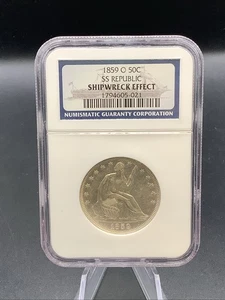 1859 O 50C
SS REPUBLIC
SHIPWRECK EFFECT
1794605-021
NUMISMATIC GUARANTY CORPORATION